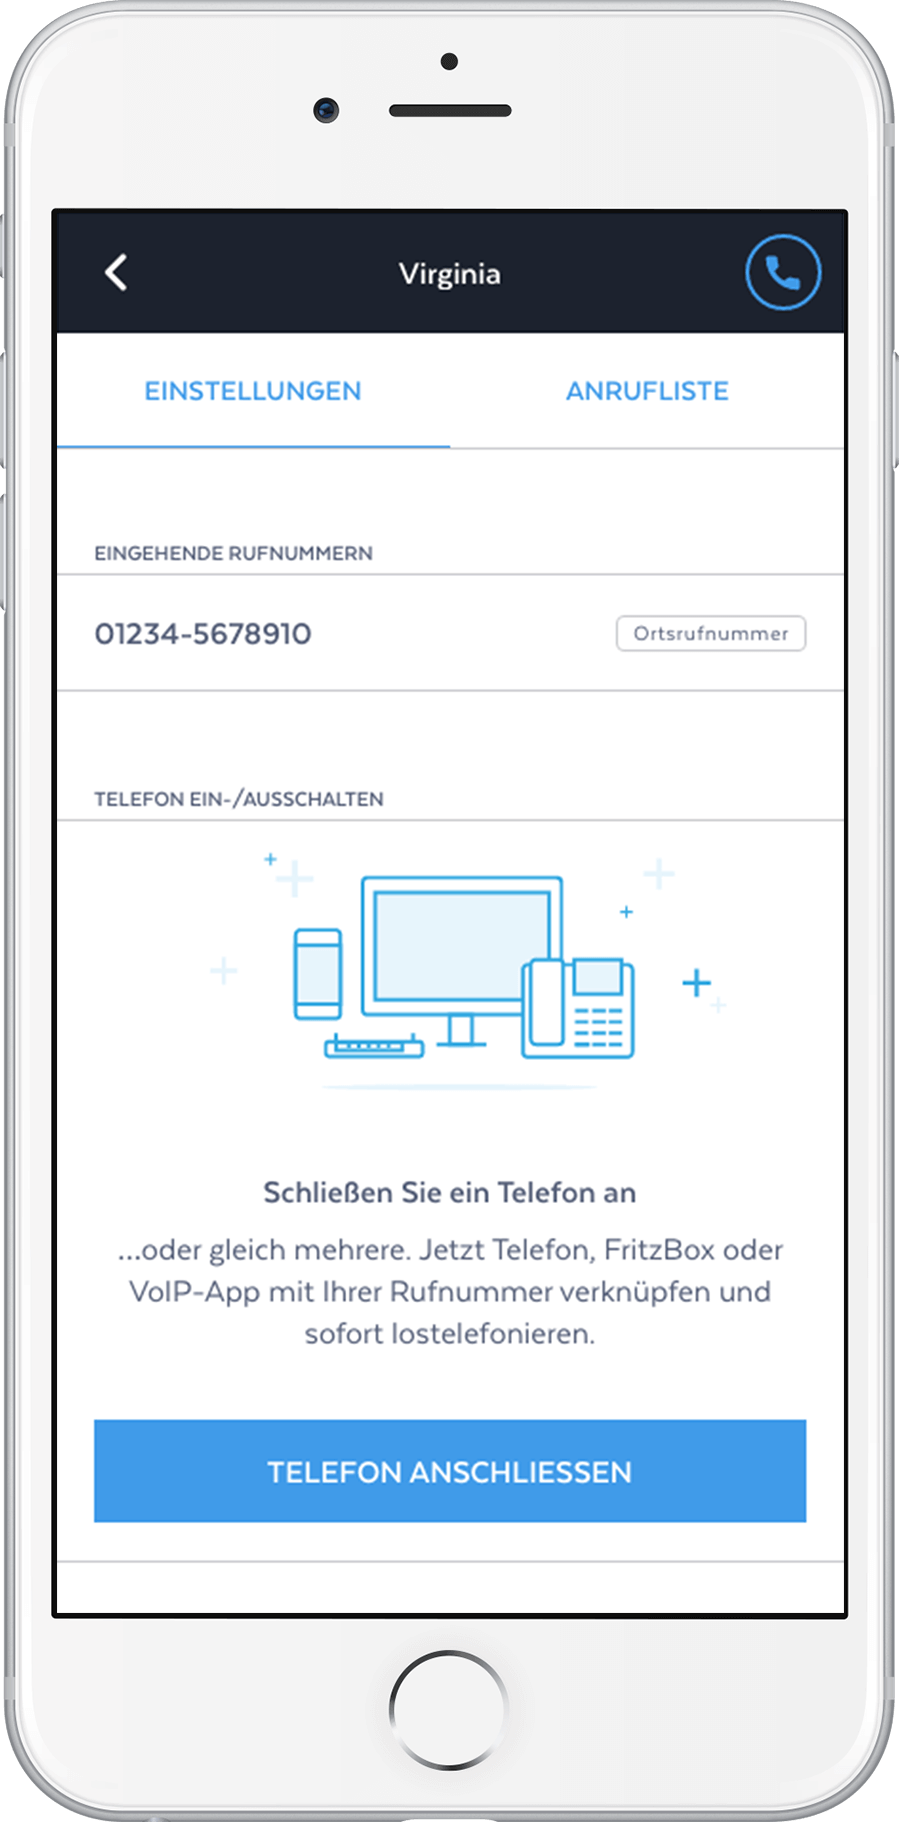 Virginia
EINSTELLUNGEN
ANRUFLISTE
EINGEHENDE RUFNUMMERN
01234-5678910
Ortsrufnummer
TELEFON EIN-/AUSSCHALTEN
Schließen Sie ein Telefon an
...oder gleich mehrere. Jetzt Telefon, FritzBox oder
VoIP-App mit Ihrer Rufnummer verknüpfen und
sofort lostelefonieren.
TELEFON ANSCHLIESSEN